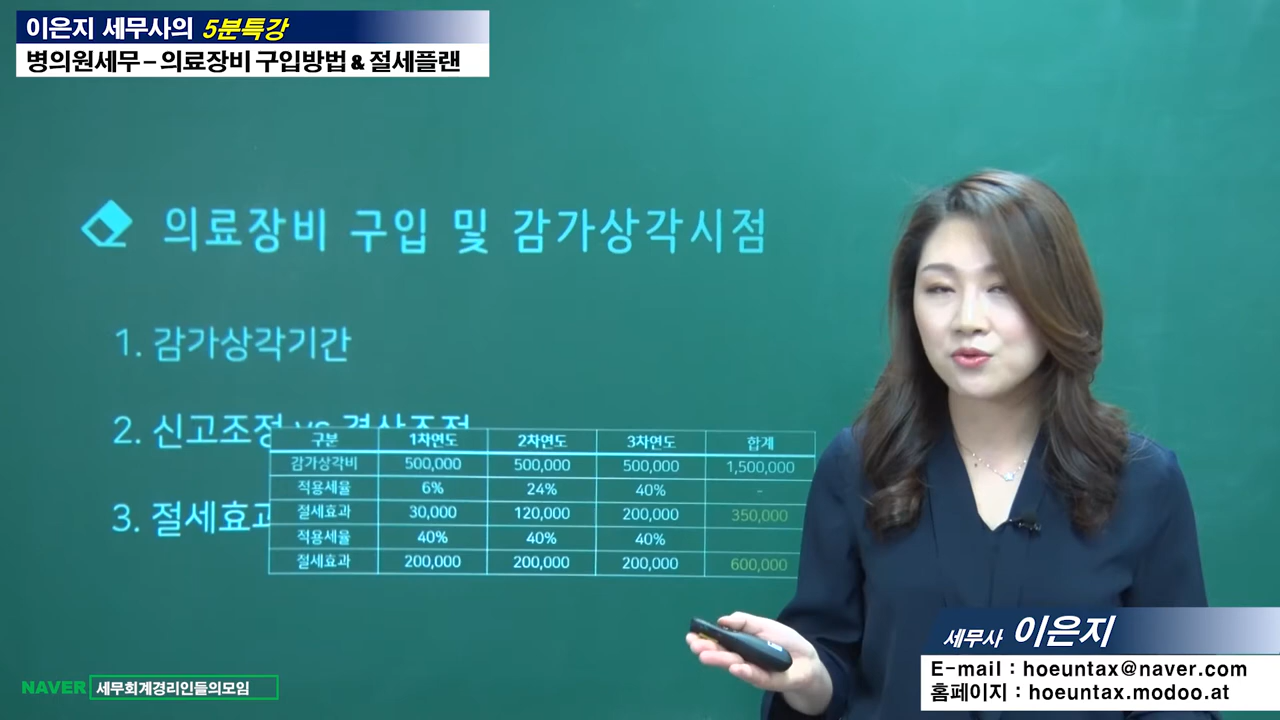 이은지 세무사의 5분특강
병의원세무 – 의료장비 구입방법 & 절세플랜
의료장비 구입 및 감가상각시점
1. 감가상각기간
2. 신고조정 vs 결산조정
3. 절세효과
구분 1차연도 2차연도 3차연도 합계
감가상각비 500,000 500,000 500,000 1,500,000
적용세율 6% 24% 40% -
절세효과 30,000 120,000 200,000 350,000
적용세율 40% 40% 40%
절세효과 200,000 200,000 200,000 600,000
세무사 이은지
E-mail : hoeuntax@naver.com
홈페이지 : hoeuntax.modoo.at
NAVER 세무회계경리인들의모임